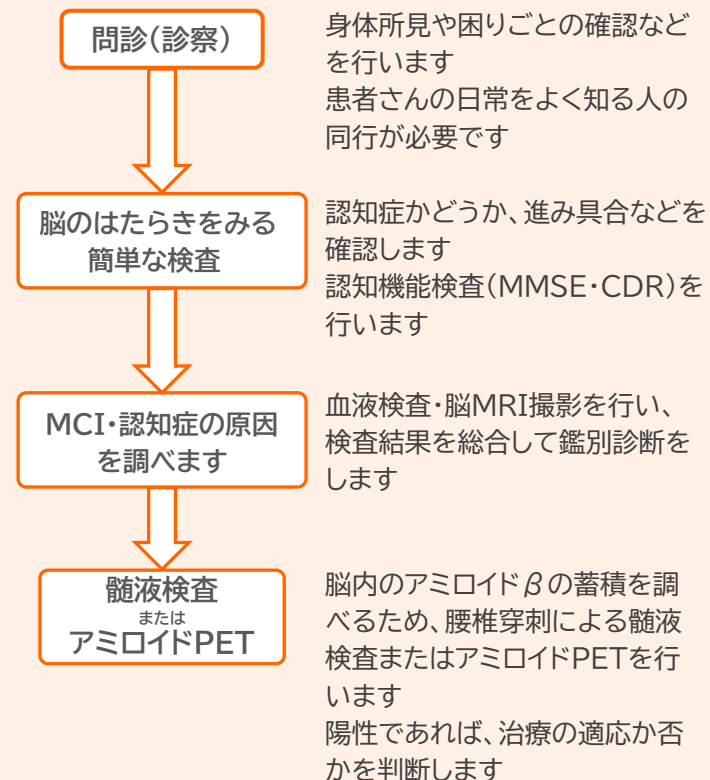 問診(診察)
身体所見や困りごとの確認など
を行います
患者さんの日常をよく知る人の
同行が必要です
脳のはたらきをみる
簡単な検査
認知症かどうか、進み具合などを
確認します
認知機能検査(MMSE・CDR)を
行います
MCI・認知症の原因
を調べます
血液検査・脳MRI撮影を行い、
検査結果を総合して鑑別診断を
します
髄液検査
または
アミロイドPET
脳内のアミロイドβの蓄積を調
べるため、腰椎穿刺による髄液
検査またはアミロイドPETを行
います
陽性であれば、治療の適応か否
かを判断します